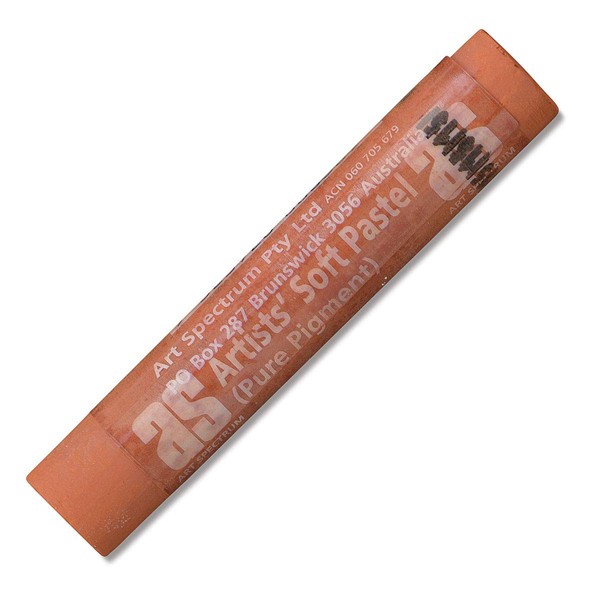 Art Spectrum Pty Ltd ACN 060 705 679
PO Box 287 Brunswick 3056 Australia
Artists' Soft Pastel
(Pure Pigment)
as
ART SPECTRUM
as
ART SPECTRUM